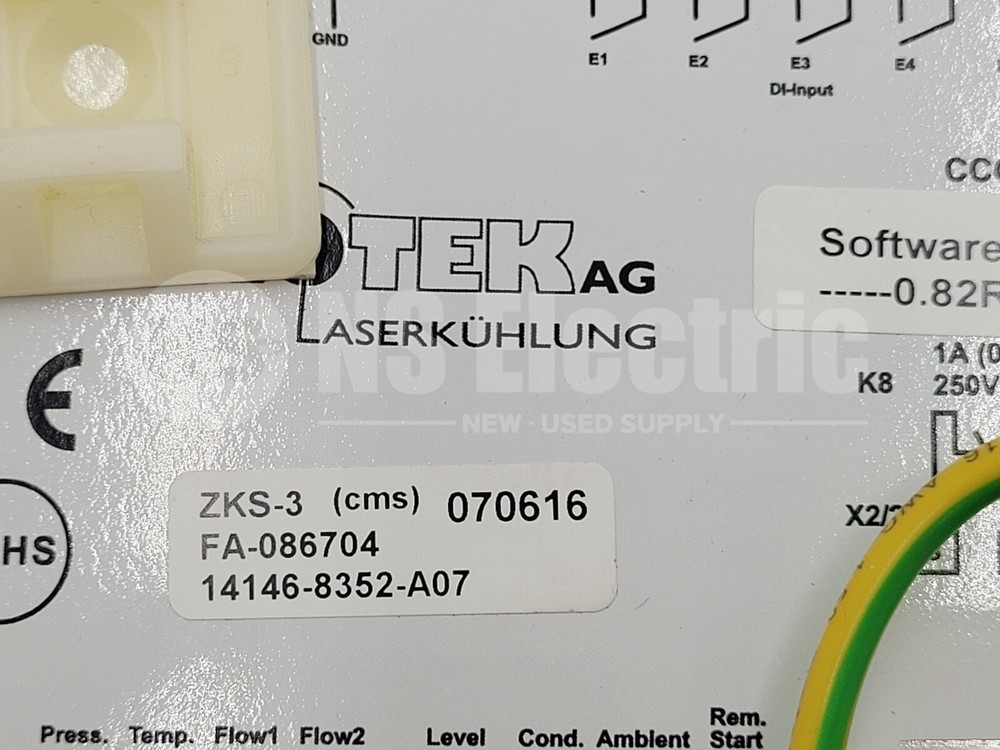 GND
E1 E2 E3 E4
DI-Input
TEK AG
LASERKÜHLUNG
Software
-----0.82R
1A (0
K8 250V
NS Electric
NEW · USED SUPPLY
CE
ZKS-3 (cms) 070616
FA-086704
14146-8352-A07
HS
X2/
Press. Temp. Flow1 Flow2 Level Cond. Ambient Rem. Start